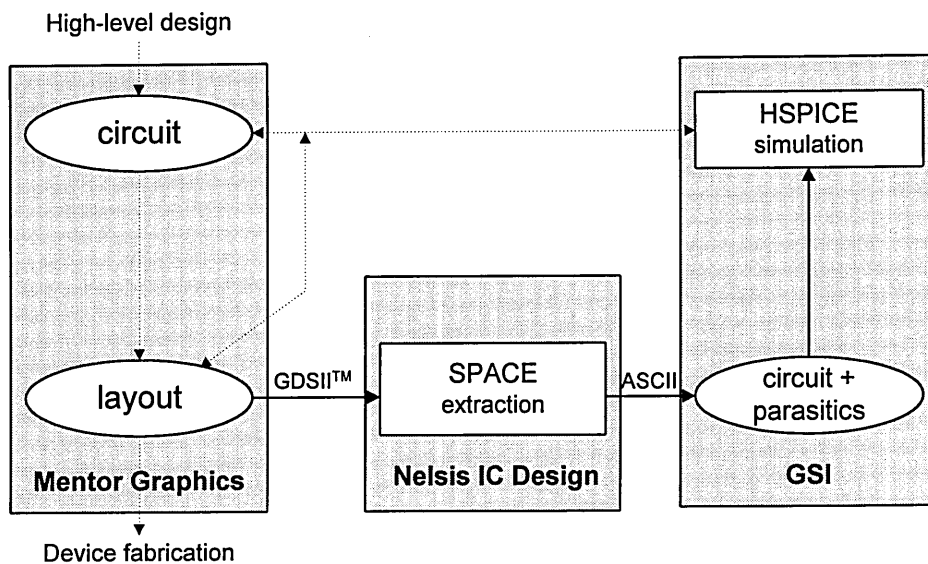 High-level design
circuit
HSPICE
simulation
layout
GDSII™
SPACE
extraction
ASCII
circuit +
parasitics
Mentor Graphics
Nelsis IC Design
GSI
Device fabrication